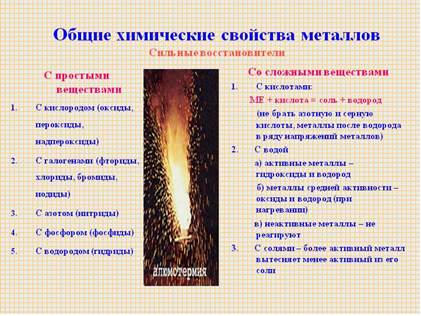 Общие химические свойства металлов
Сильные восстановители
С простыми
веществами
1. С кислородом (оксиды,
пероксиды,
надпероксиды)
2. С галогенами (фториды,
хлориды, бромиды,
иодиды)
3. С азотом (нитриды)
4. С фосфором (фосфиды)
5. С водородом (гидриды)
алюмотермия
Со сложными веществами
1. С кислотами:
МЕ + кислота = соль + водород
(не брать азотную и серную
кислоты, металлы после водорода
в ряду напряжений металлов)
2. С водой
а) активные металлы –
гидроксиды и водород
б) металлы средней активности –
оксиды и водород (при
нагревании)
в) неактивные металлы – не
реагируют
3. С солями – более активный металл
вытесняет менее активный из его
соли